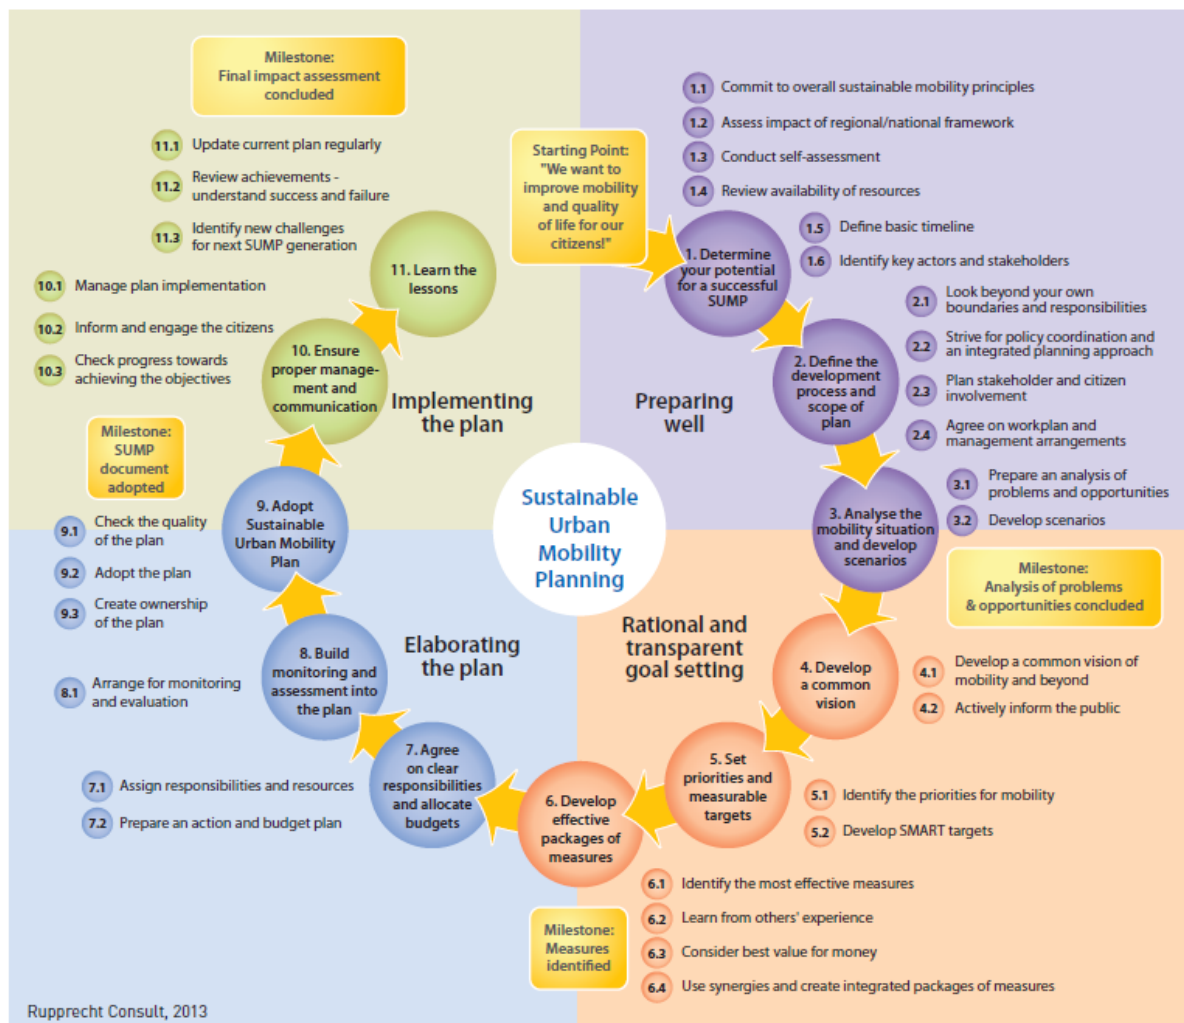 Milestone:
Final impact assessment
concluded
11.1 Update current plan regularly
11.2 Review achievements -
understand success and failure
11.3 Identify new challenges
for next SUMP generation
10.1 Manage plan implementation
10.2 Inform and engage the citizens
10.3 Check progress towards
achieving the objectives
11. Learn the
lessons
10. Ensure
proper manage-
ment and
communication
Implementing
the plan
Milestone:
SUMP
document
adopted
Starting Point:
"We want to
improve mobility
and quality
of life for our
citizens!"
1.1 Commit to overall sustainable mobility principles
1.2 Assess impact of regional/national framework
1.3 Conduct self-assessment
1.4 Review availability of resources
1.5 Define basic timeline
1.6 Identify key actors and stakeholders
1. Determine
your potential
for a successful
SUMP
2.1 Look beyond your own
boundaries and responsibilities
2.2 Strive for policy coordination and
an integrated planning approach
2.3 Plan stakeholder and citizen
involvement
2.4 Agree on workplan and
management arrangements
2. Define the
development
process and
scope of
plan
Preparing
well
3.1 Prepare an analysis of
problems and opportunities
3.2 Develop scenarios
3. Analyse the
mobility situation
and develop
scenarios
Milestone:
Analysis of problems
& opportunities concluded
Sustainable
Urban
Mobility
Planning
Rational and
transparent
goal setting
4. Develop
a common
vision
4.1 Develop a common vision of
mobility and beyond
4.2 Actively inform the public
5. Set
priorities and
measurable
targets
5.1 Identify the priorities for mobility
5.2 Develop SMART targets
6. Develop
effective
packages of
measures
6.1 Identify the most effective measures
6.2 Learn from others' experience
6.3 Consider best value for money
6.4 Use synergies and create integrated packages of measures
Milestone:
Measures
identified
Elaborating
the plan
7. Agree
on clear
responsibilities
and allocate
budgets
7.1 Assign responsibilities and resources
7.2 Prepare an action and budget plan
8. Build
monitoring and
assessment into
the plan
8.1 Arrange for monitoring
and evaluation
9. Adopt
Sustainable
Urban Mobility
Plan
9.1 Check the quality
of the plan
9.2 Adopt the plan
9.3 Create ownership
of the plan
Rupprecht Consult, 2013